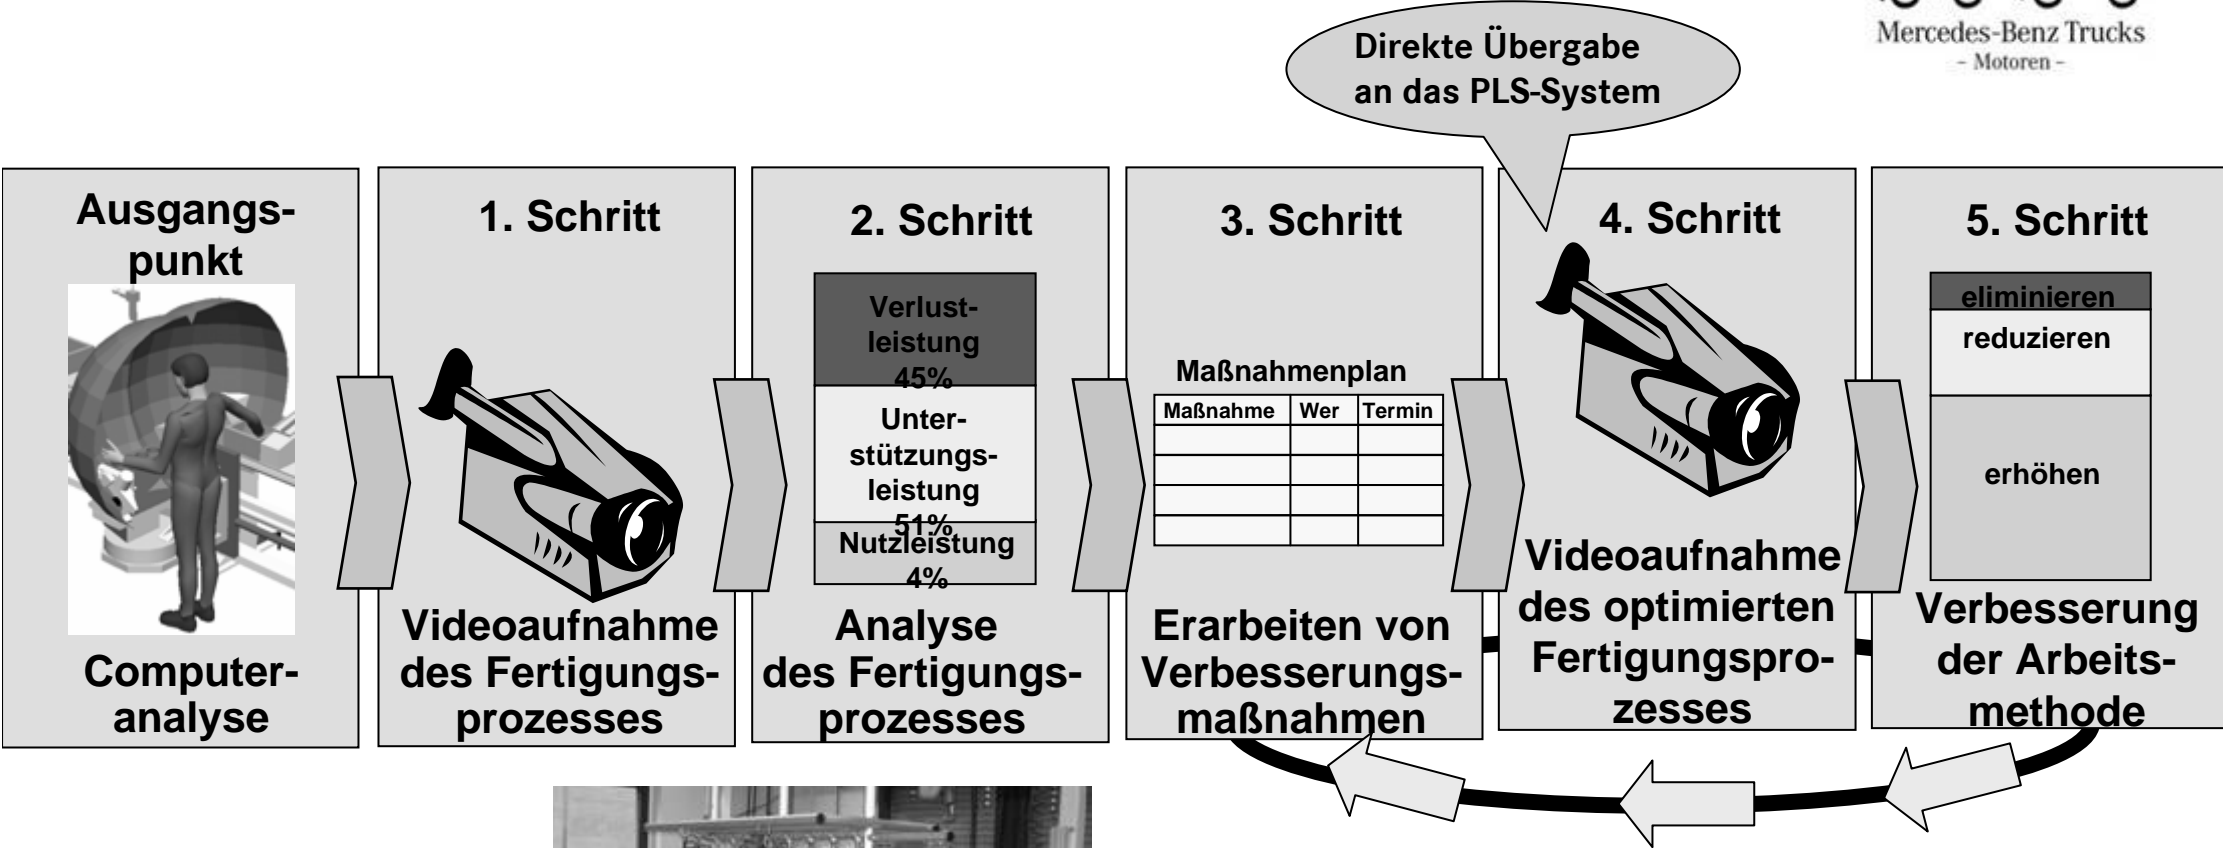 Mercedes-Benz Trucks
- Motoren -
Direkte Übergabe
an das PLS-System
Ausgangs-
punkt
Computer-
analyse
1. Schritt
Videoaufnahme
des Fertigungs-
prozesses
2. Schritt
Verlust-
leistung
45%
Unter-
stützungs-
leistung
51%
Nutzleistung
4%
Analyse
des Fertigungs-
prozesses
3. Schritt
Maßnahmenplan
Maßnahme Wer Termin
Erarbeiten von
Verbesserungs-
maßnahmen
4. Schritt
Videoaufnahme
des optimierten
Fertigungspro-
zesses
5. Schritt
eliminieren
reduzieren
erhöhen
Verbesserung
der Arbeits-
methode